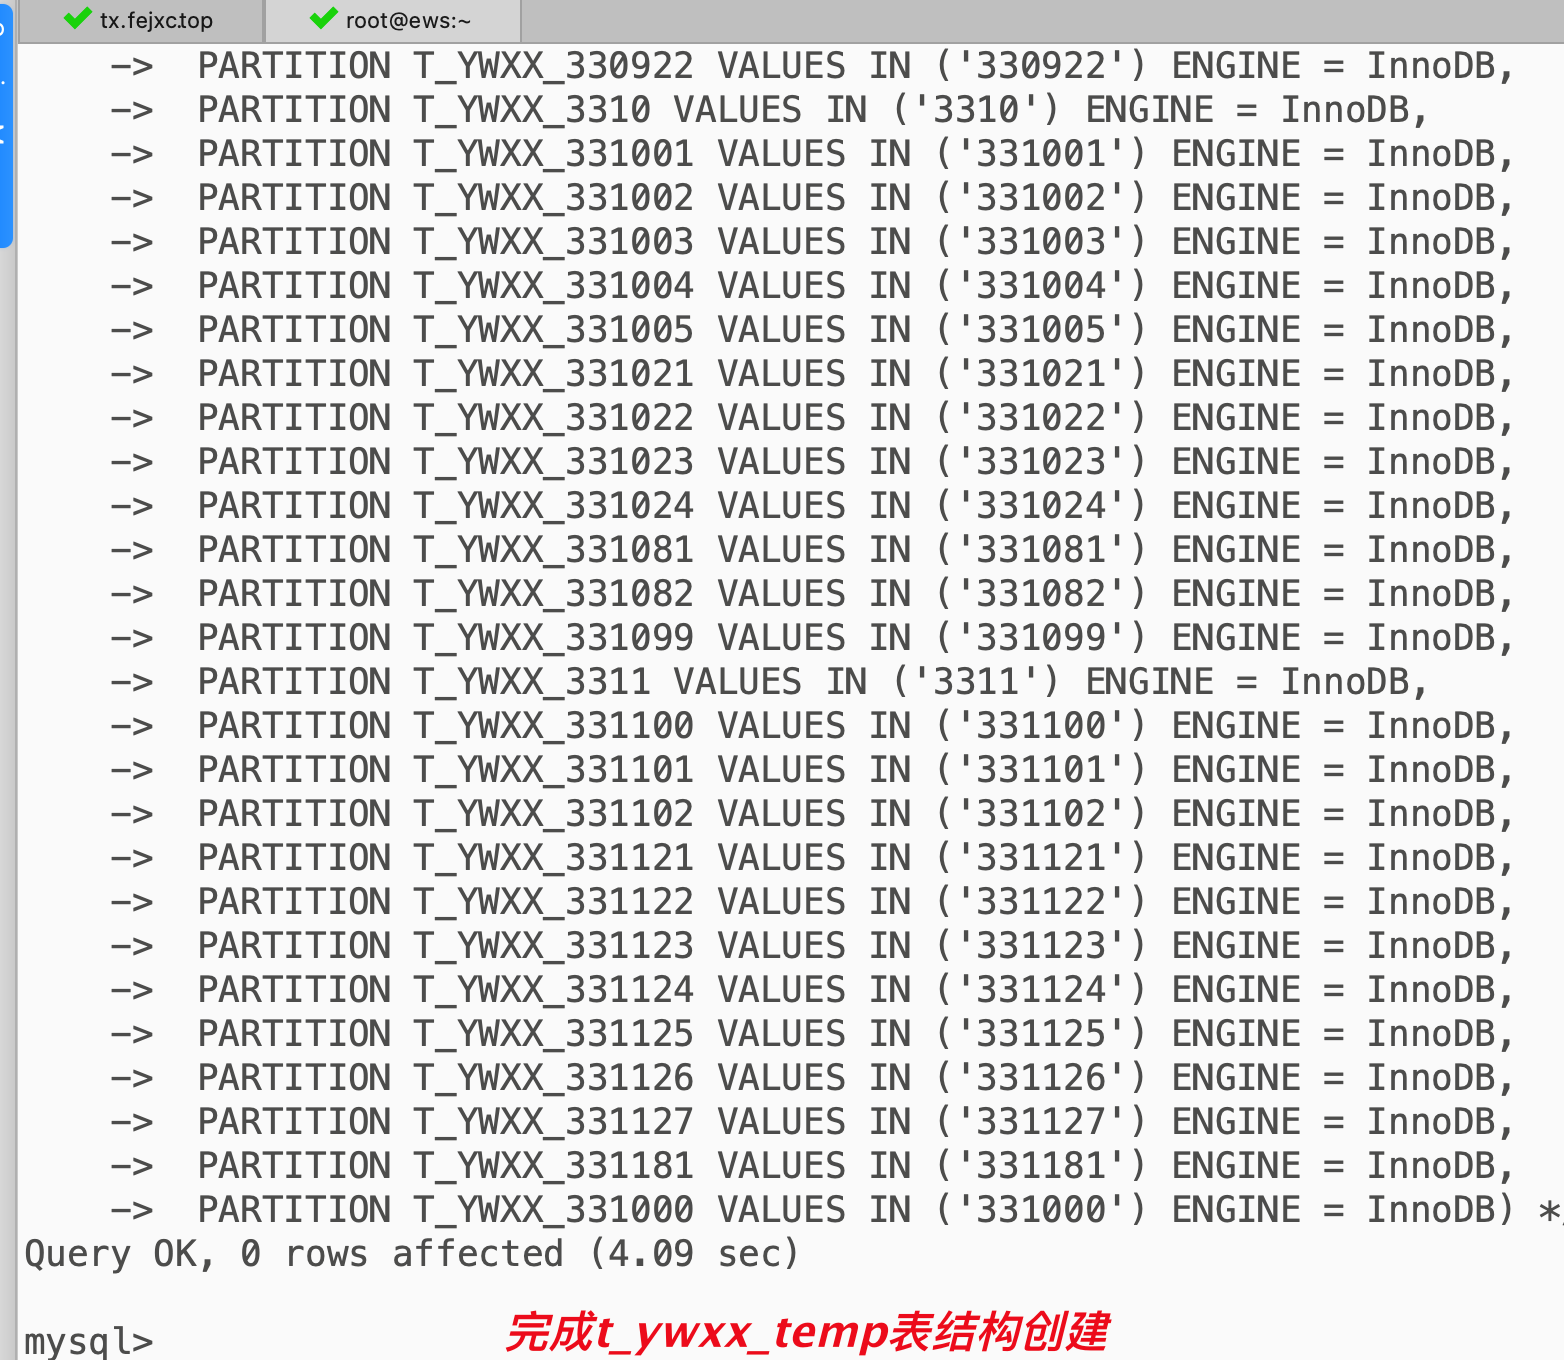 tx.fejxc.top
root@ews:~
-> PARTITION T_YWXX_330922 VALUES IN ('330922') ENGINE = InnoDB,
-> PARTITION T_YWXX_3310 VALUES IN ('3310') ENGINE = InnoDB,
-> PARTITION T_YWXX_331001 VALUES IN ('331001') ENGINE = InnoDB,
-> PARTITION T_YWXX_331002 VALUES IN ('331002') ENGINE = InnoDB,
-> PARTITION T_YWXX_331003 VALUES IN ('331003') ENGINE = InnoDB,
-> PARTITION T_YWXX_331004 VALUES IN ('331004') ENGINE = InnoDB,
-> PARTITION T_YWXX_331005 VALUES IN ('331005') ENGINE = InnoDB,
-> PARTITION T_YWXX_331021 VALUES IN ('331021') ENGINE = InnoDB,
-> PARTITION T_YWXX_331022 VALUES IN ('331022') ENGINE = InnoDB,
-> PARTITION T_YWXX_331023 VALUES IN ('331023') ENGINE = InnoDB,
-> PARTITION T_YWXX_331024 VALUES IN ('331024') ENGINE = InnoDB,
-> PARTITION T_YWXX_331081 VALUES IN ('331081') ENGINE = InnoDB,
-> PARTITION T_YWXX_331082 VALUES IN ('331082') ENGINE = InnoDB,
-> PARTITION T_YWXX_331099 VALUES IN ('331099') ENGINE = InnoDB,
-> PARTITION T_YWXX_3311 VALUES IN ('3311') ENGINE = InnoDB,
-> PARTITION T_YWXX_331100 VALUES IN ('331100') ENGINE = InnoDB,
-> PARTITION T_YWXX_331101 VALUES IN ('331101') ENGINE = InnoDB,
-> PARTITION T_YWXX_331102 VALUES IN ('331102') ENGINE = InnoDB,
-> PARTITION T_YWXX_331121 VALUES IN ('331121') ENGINE = InnoDB,
-> PARTITION T_YWXX_331122 VALUES IN ('331122') ENGINE = InnoDB,
-> PARTITION T_YWXX_331123 VALUES IN ('331123') ENGINE = InnoDB,
-> PARTITION T_YWXX_331124 VALUES IN ('331124') ENGINE = InnoDB,
-> PARTITION T_YWXX_331125 VALUES IN ('331125') ENGINE = InnoDB,
-> PARTITION T_YWXX_331126 VALUES IN ('331126') ENGINE = InnoDB,
-> PARTITION T_YWXX_331127 VALUES IN ('331127') ENGINE = InnoDB,
-> PARTITION T_YWXX_331181 VALUES IN ('331181') ENGINE = InnoDB,
-> PARTITION T_YWXX_331000 VALUES IN ('331000') ENGINE = InnoDB) *
Query OK, 0 rows affected (4.09 sec)
mysql>
完成t_ywxx_temp表结构创建